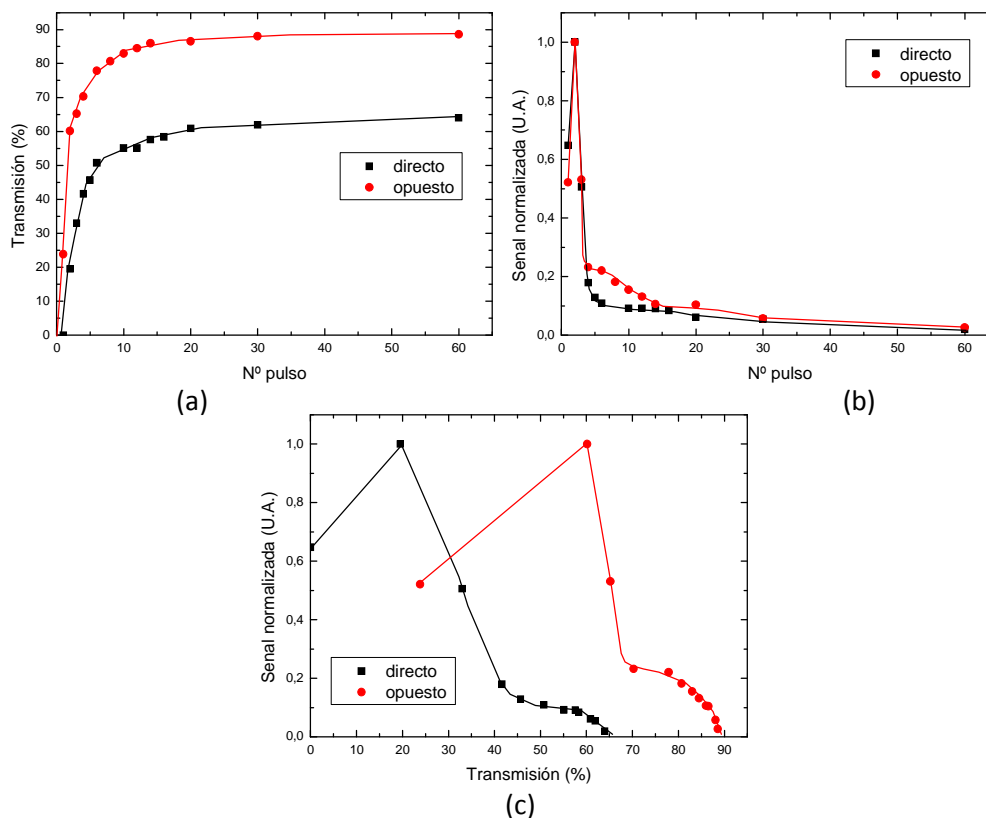 90
80
70
60
50
40
30
20
10
0
Transmisión (%)
directo
opuesto
0 10 20 30 40 50 60
Nº pulso
(a)
1,0
0,8
0,6
0,4
0,2
0,0
Senal normalizada (U.A.)
directo
opuesto
0 10 20 30 40 50 60
Nº pulso
(b)
1,0
0,8
0,6
0,4
0,2
0,0
Senal normalizada (U.A.)
directo
opuesto
0 10 20 30 40 50 60 70 80 90
Transmisión (%)
(c)